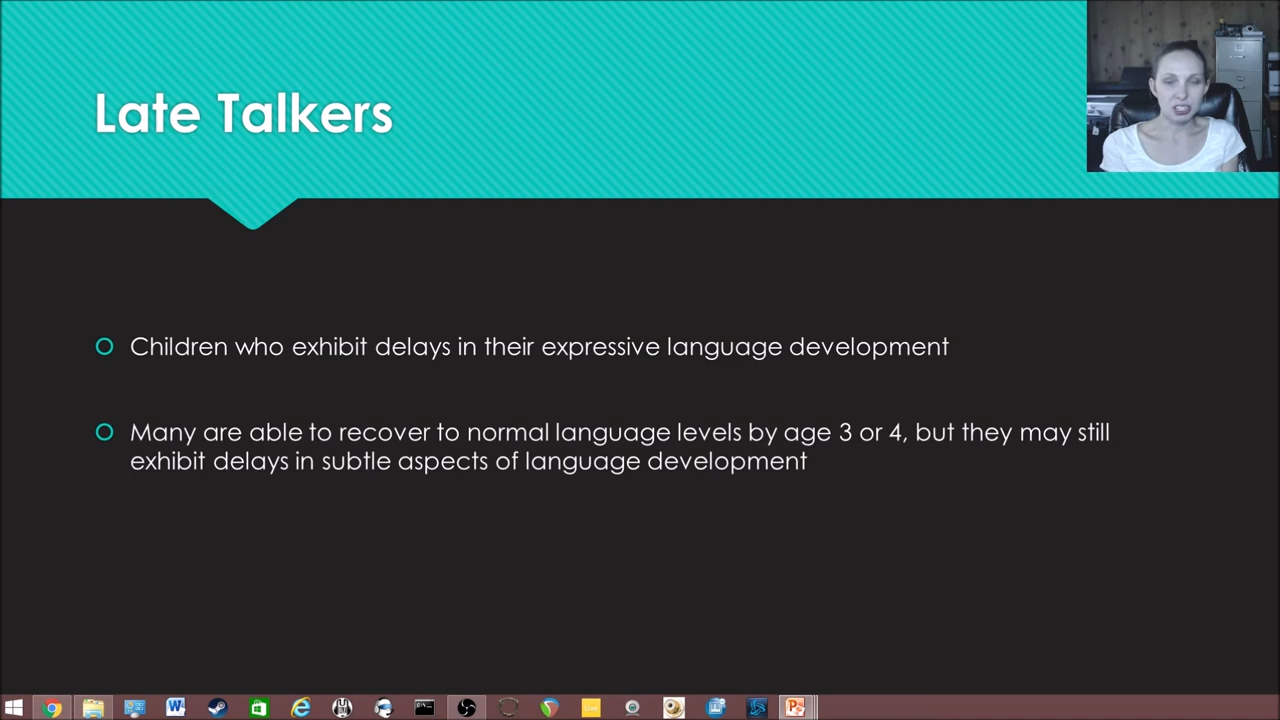 Late Talkers
Children who exhibit delays in their expressive language development
Many are able to recover to normal language levels by age 3 or 4, but they may still
exhibit delays in subtle aspects of language development